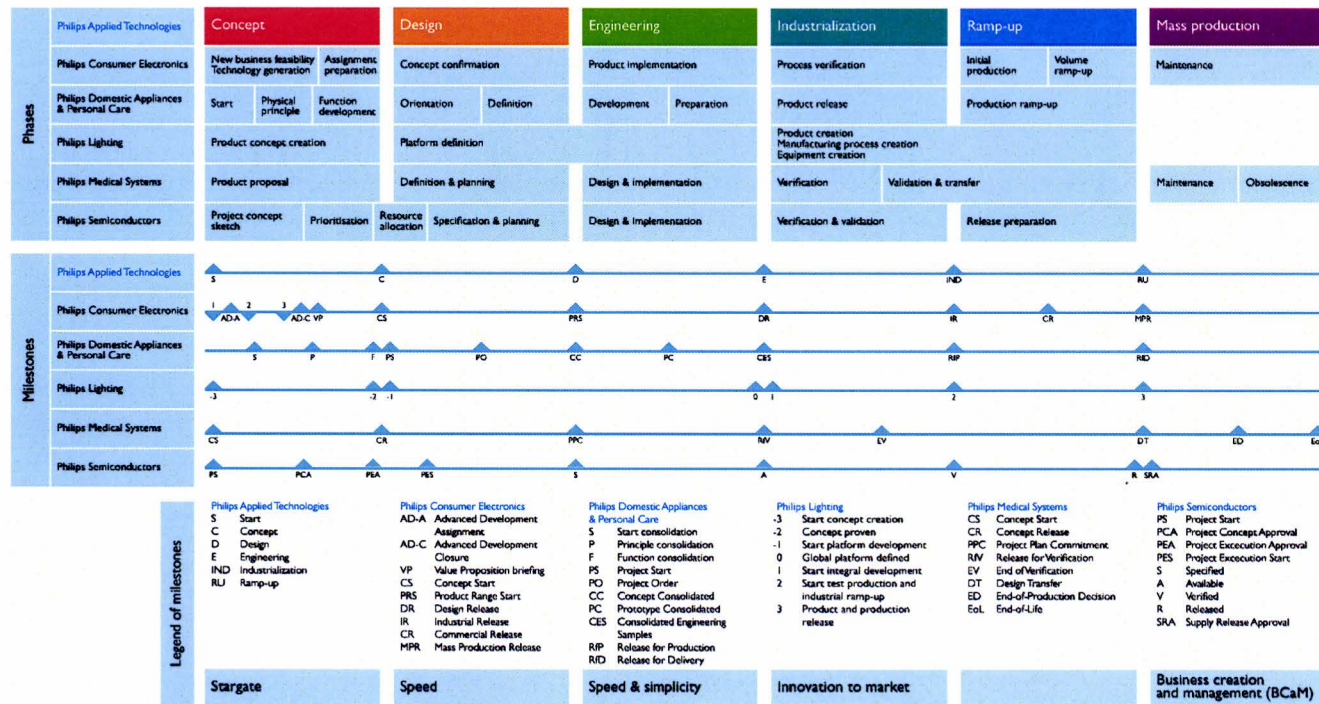 Phases
Philips Applied Technologies
Concept
Design
Engineering
Industrialization
Ramp-up
Mass production
Philips Consumer Electronics
New business feasibility
Technology generation
Assignment
preparation
Concept confirmation
Product implementation
Process verification
Initial
production
Volume
ramp-up
Maintenance
Philips Domestic Appliances
& Personal Care
Start
Physical
principle
Function
development
Orientation
Definition
Development
Preparation
Product release
Production ramp-up
Philips Lighting
Product concept creation
Platform definition
Product creation
Manufacturing process creation
Equipment creation
Philips Medical Systems
Product proposal
Definition & planning
Design & implementation
Verification
Validation & transfer
Maintenance
Obsolescence
Philips Semiconductors
Project concept
sketch
Prioritisation
Resource
allocation
Specification & planning
Design & Implementation
Verification & validation
Release preparation
Milestones
Philips Applied Technologies
S C D E IND RU
Philips Consumer Electronics
1 2 3
AD-A AD-C VP CS PRS DR IR CR MPR
Philips Domestic Appliances
& Personal Care
S P F PS PO CC PC CES RfP RfD
Philips Lighting
-3 -2 -1 0 1 2 3
Philips Medical Systems
CS CR PPC RfV EV DT ED EoL
Philips Semiconductors
PS PCA PEA PES S A V R SRA
Legend of milestones
Philips Applied Technologies
S Start
C Concept
D Design
E Engineering
IND Industrialization
RU Ramp-up
Philips Consumer Electronics
AD-A Advanced Development
Assignment
AD-C Advanced Development
Closure
VP Value Proposition briefing
CS Concept Start
PRS Product Range Start
DR Design Release
IR Industrial Release
CR Commercial Release
MPR Mass Production Release
Philips Domestic Appliances
& Personal Care
S Start consolidation
P Principle consolidation
F Function consolidation
PS Project Start
PO Project Order
CC Concept Consolidated
PC Prototype Consolidated
CES Consolidated Engineering
Samples
RfP Release for Production
RfD Release for Delivery
Philips Lighting
-3 Start concept creation
-2 Concept proven
-1 Start platform development
0 Global platform defined
1 Start integral development
2 Start test production and
industrial ramp-up
3 Product and production
release
Philips Medical Systems
CS Concept Start
CR Concept Release
PPC Project Plan Commitment
RfV Release for Verification
EV End of Verification
DT Design Transfer
ED End-of-Production Decision
EoL End-of-Life
Philips Semiconductors
PS Project Start
PCA Project Concept Approval
PEA Project Excecution Approval
PES Project Excecution Start
S Specified
A Available
V Verified
R Released
SRA Supply Release Approval
Stargate
Speed
Speed & simplicity
Innovation to market
Business creation
and management (BCaM)